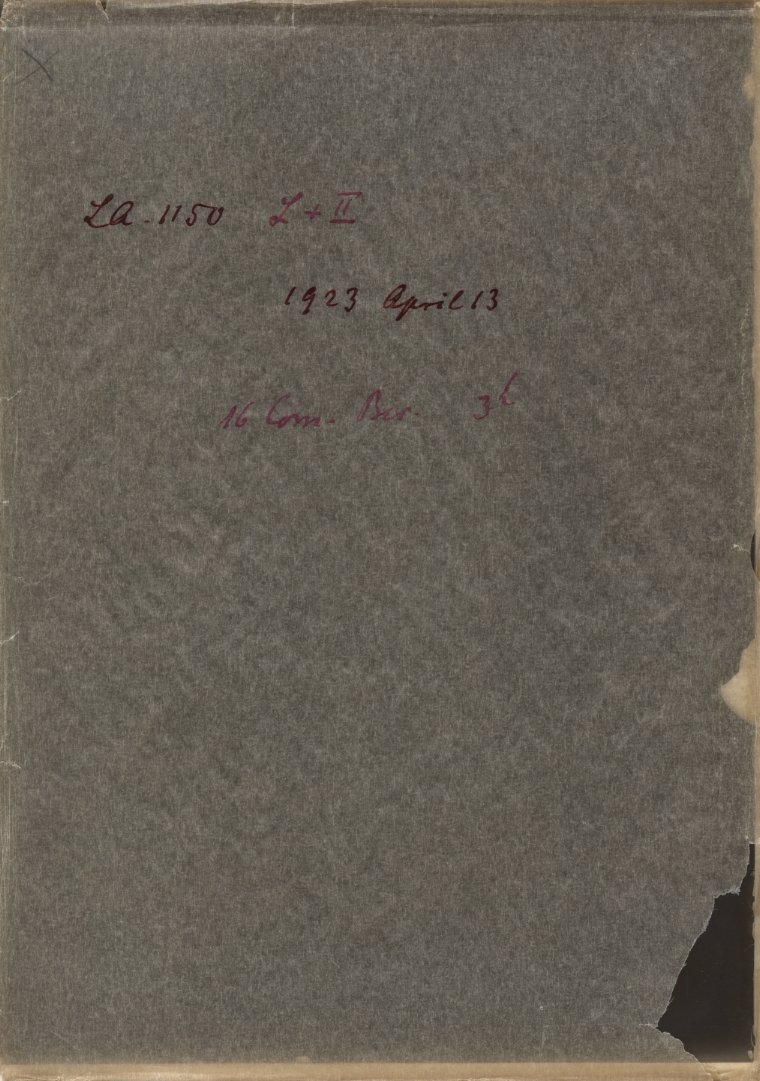 LA - 1150 L + II
1923 April 13
16 Com. Ber. 3h